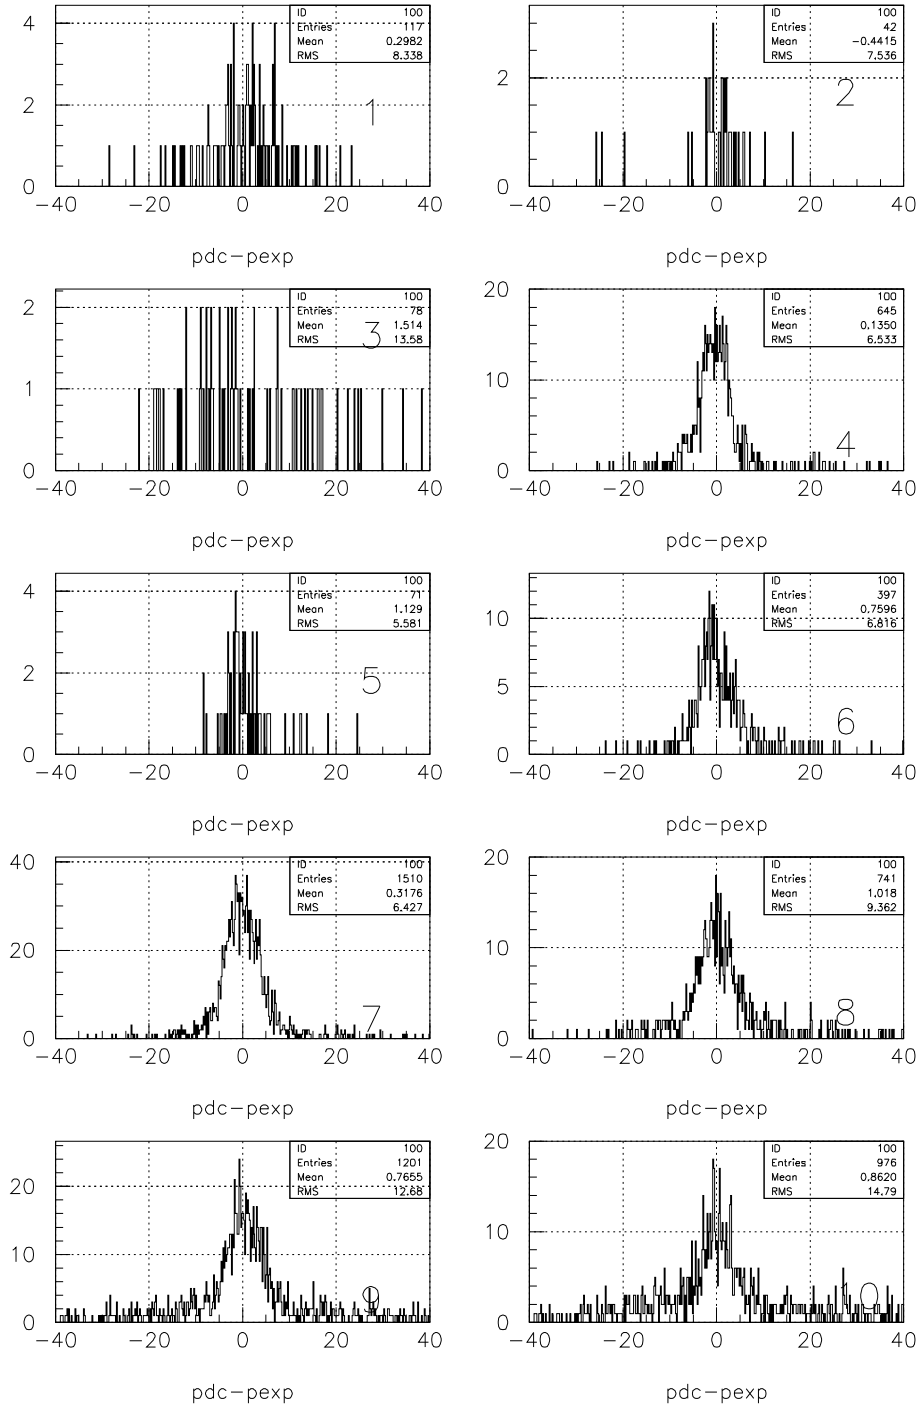 ID 100
Entries 117
Mean 0.2982
RMS 8.338
4
2
0
1
-40 -20 0 20 40
pdc-pexp
ID 100
Entries 42
Mean -0.4415
RMS 7.536
2
0
2
-40 -20 0 20 40
pdc-pexp
ID 100
Entries 78
Mean 1.514
RMS 13.58
2
1
0
3
-40 -20 0 20 40
pdc-pexp
ID 100
Entries 645
Mean 0.1350
RMS 6.533
20
10
0
4
-40 -20 0 20 40
pdc-pexp
ID 100
Entries 71
Mean 1.129
RMS 5.581
4
2
0
5
-40 -20 0 20 40
pdc-pexp
ID 100
Entries 397
Mean 0.7596
RMS 6.816
10
5
0
6
-40 -20 0 20 40
pdc-pexp
ID 100
Entries 1510
Mean 0.3176
RMS 6.427
40
20
0
7
-40 -20 0 20 40
pdc-pexp
ID 100
Entries 741
Mean 1.018
RMS 9.362
20
10
0
8
-40 -20 0 20 40
pdc-pexp
ID 100
Entries 1201
Mean 0.7655
RMS 12.68
20
10
0
9
-40 -20 0 20 40
pdc-pexp
ID 100
Entries 976
Mean 0.8620
RMS 14.79
20
10
0
10
-40 -20 0 20 40
pdc-pexp